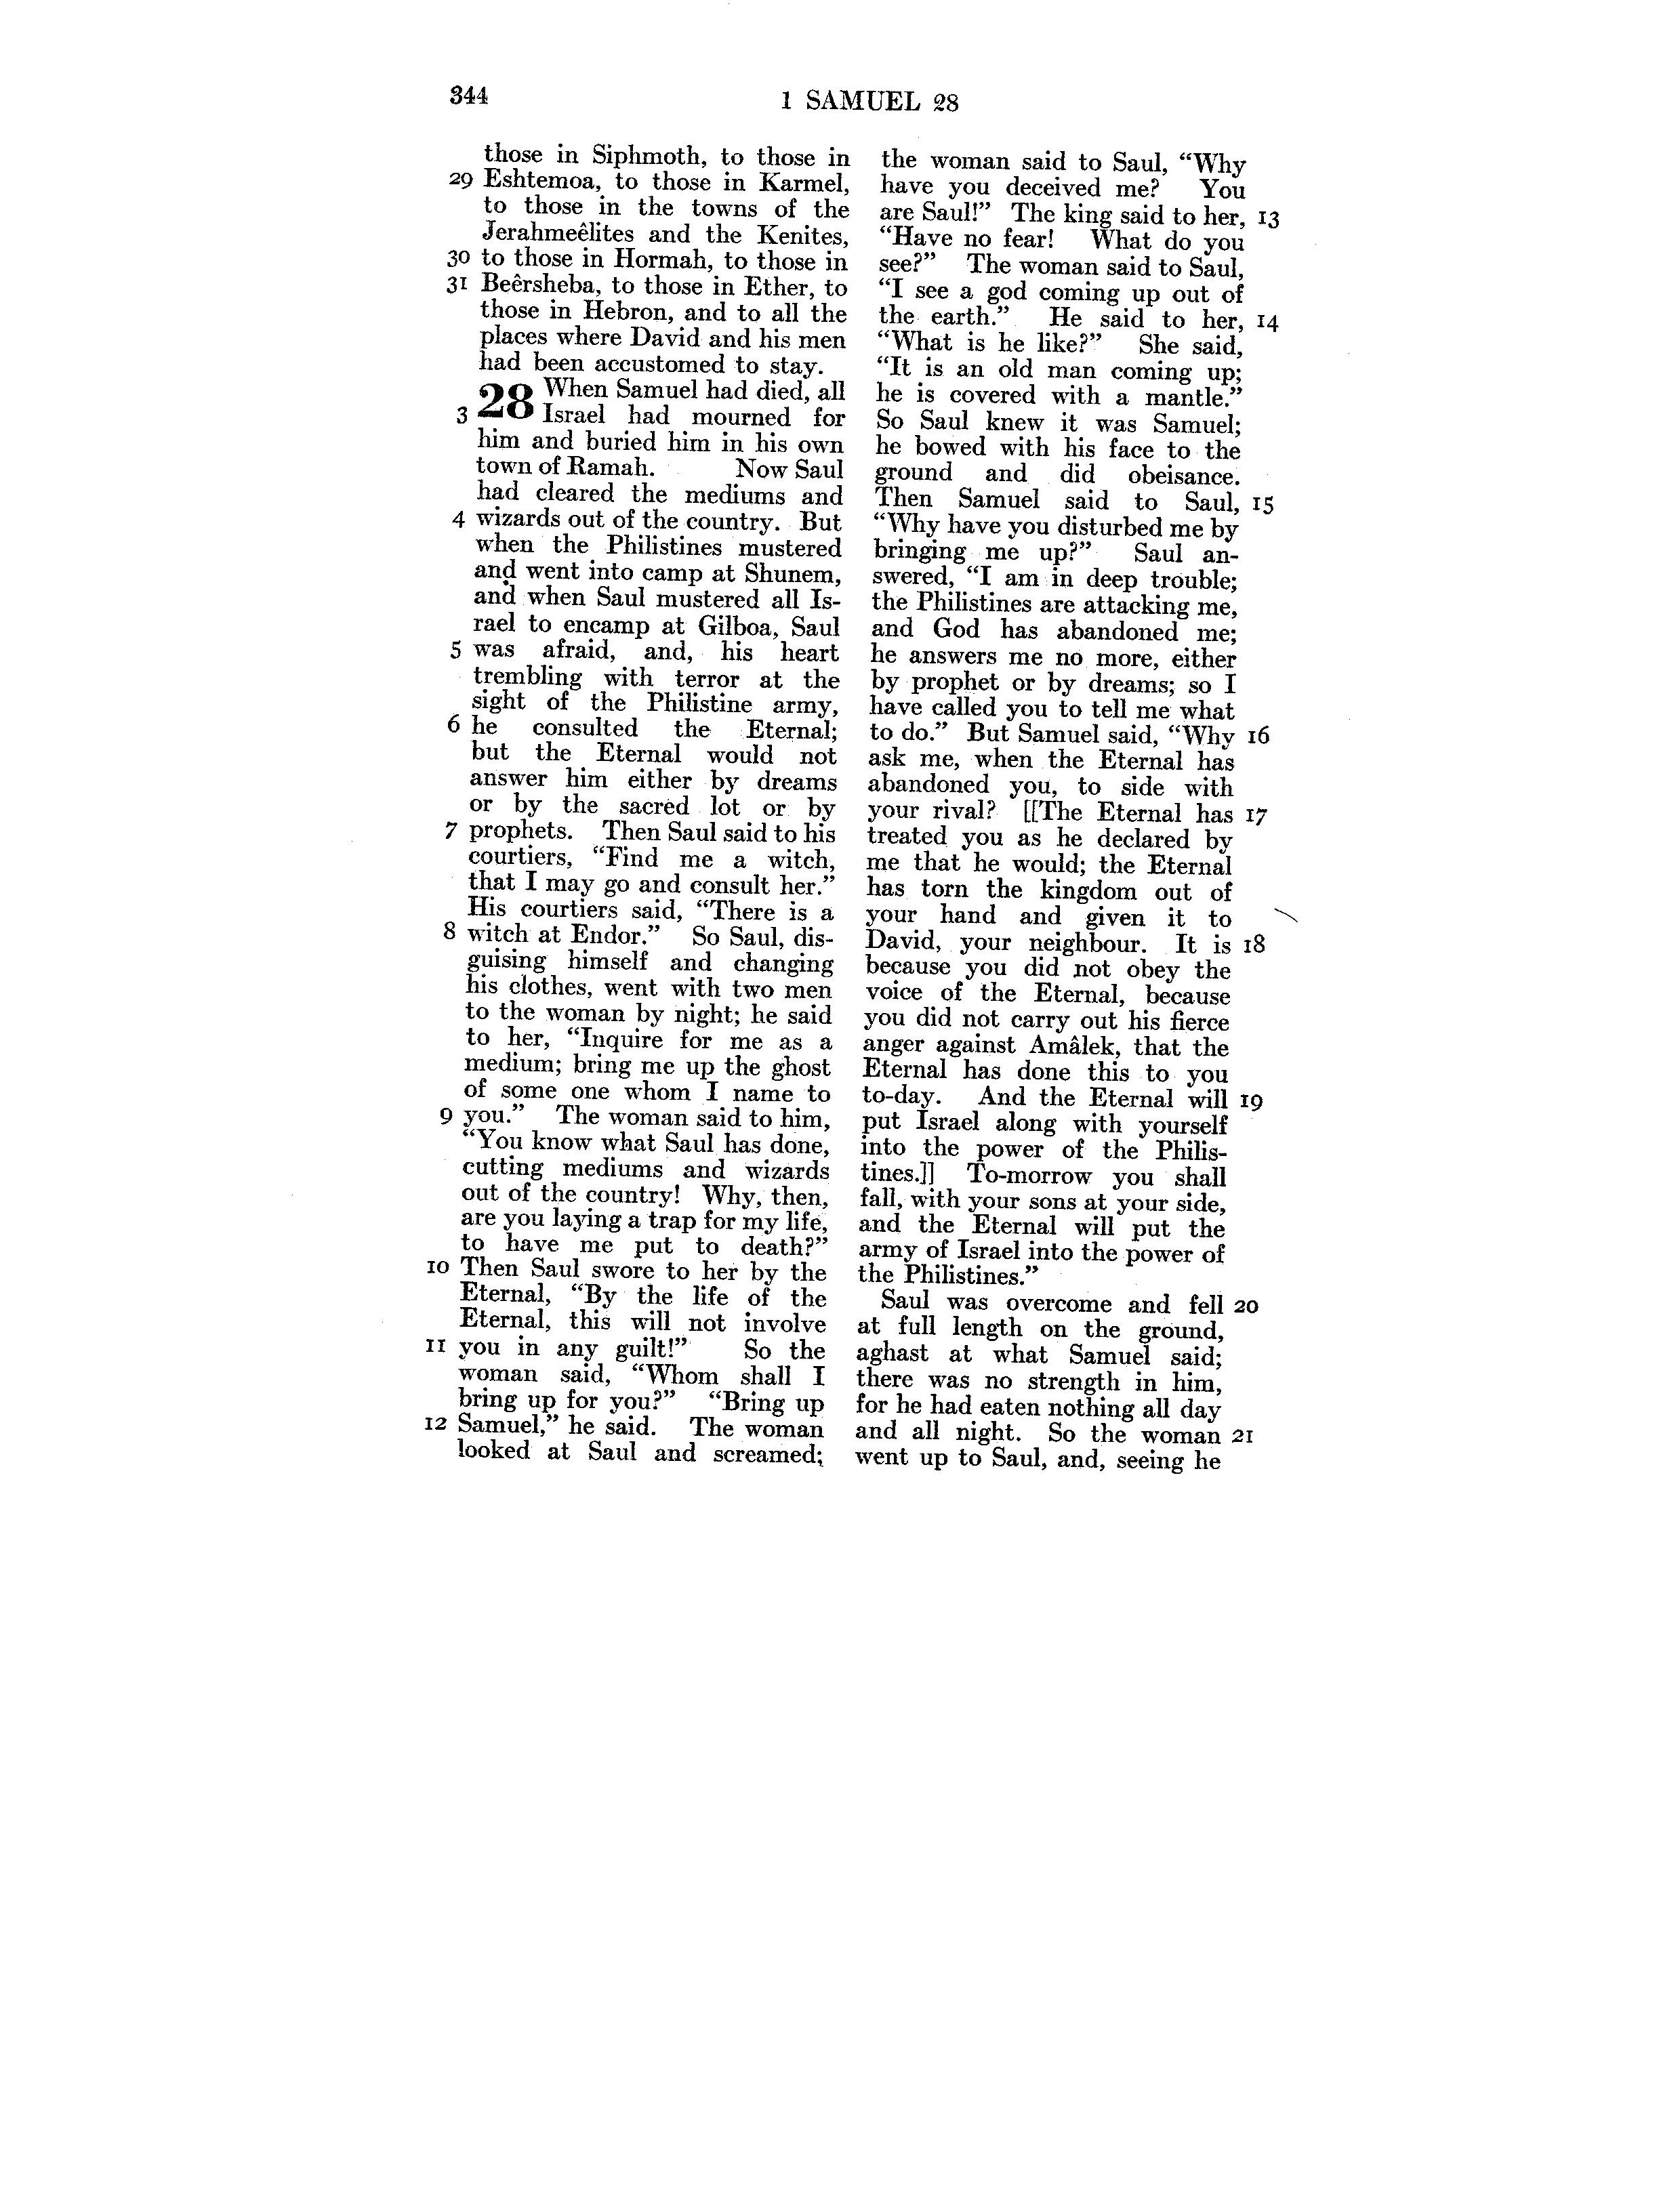 344
1 SAMUEL 28
those in Siphmoth, to those in
29 Eshtemoa, to those in Karmel,
to those in the towns of the
Jerahmeêlites and the Kenites,
30 to those in Hormah, to those in
31 Beêrsheba, to those in Ether, to
those in Hebron, and to all the
places where David and his men
had been accustomed to stay.
28 When Samuel had died, all
3 Israel had mourned for
him and buried him in his own
town of Ramah. Now Saul
had cleared the mediums and
4 wizards out of the country. But
when the Philistines mustered
and went into camp at Shunem,
and when Saul mustered all Is-
rael to encamp at Gilboa, Saul
5 was afraid, and, his heart
trembling with terror at the
sight of the Philistine army,
6 he consulted the Eternal;
but the Eternal would not
answer him either by dreams
or by the sacred lot or by
7 prophets. Then Saul said to his
courtiers, “Find me a witch,
that I may go and consult her.”
His courtiers said, “There is a
8 witch at Endor.” So Saul, dis-
guising himself and changing
his clothes, went with two men
to the woman by night; he said
to her, “Inquire for me as a
medium; bring me up the ghost
of some one whom I name to
9 you.” The woman said to him,
“You know what Saul has done,
cutting mediums and wizards
out of the country! Why, then,
are you laying a trap for my life,
to have me put to death?”
10 Then Saul swore to her by the
Eternal, “By the life of the
Eternal, this will not involve
11 you in any guilt!” So the
woman said, “Whom shall I
bring up for you?” “Bring up
12 Samuel,” he said. The woman
looked at Saul and screamed;
the woman said to Saul, “Why
have you deceived me? You
are Saul!” The king said to her, 13
“Have no fear! What do you
see?” The woman said to Saul,
“I see a god coming up out of
the earth.” He said to her, 14
“What is he like?” She said,
“It is an old man coming up;
he is covered with a mantle.”
So Saul knew it was Samuel;
he bowed with his face to the
ground and did obeisance.
Then Samuel said to Saul, 15
“Why have you disturbed me by
bringing me up?” Saul an-
swered, “I am in deep trouble;
the Philistines are attacking me,
and God has abandoned me;
he answers me no more, either
by prophet or by dreams; so I
have called you to tell me what
to do.” But Samuel said, “Why 16
ask me, when the Eternal has
abandoned you, to side with
your rival? [[The Eternal has 17
treated you as he declared by
me that he would; the Eternal
has torn the kingdom out of
your hand and given it to
David, your neighbour. It is 18
because you did not obey the
voice of the Eternal, because
you did not carry out his fierce
anger against Amâlek, that the
Eternal has done this to you
to-day. And the Eternal will 19
put Israel along with yourself
into the power of the Philis-
tines.]] To-morrow you shall
fall, with your sons at your side,
and the Eternal will put the
army of Israel into the power of
the Philistines.”
Saul was overcome and fell 20
at full length on the ground,
aghast at what Samuel said;
there was no strength in him,
for he had eaten nothing all day
and all night. So the woman 21
went up to Saul, and, seeing he